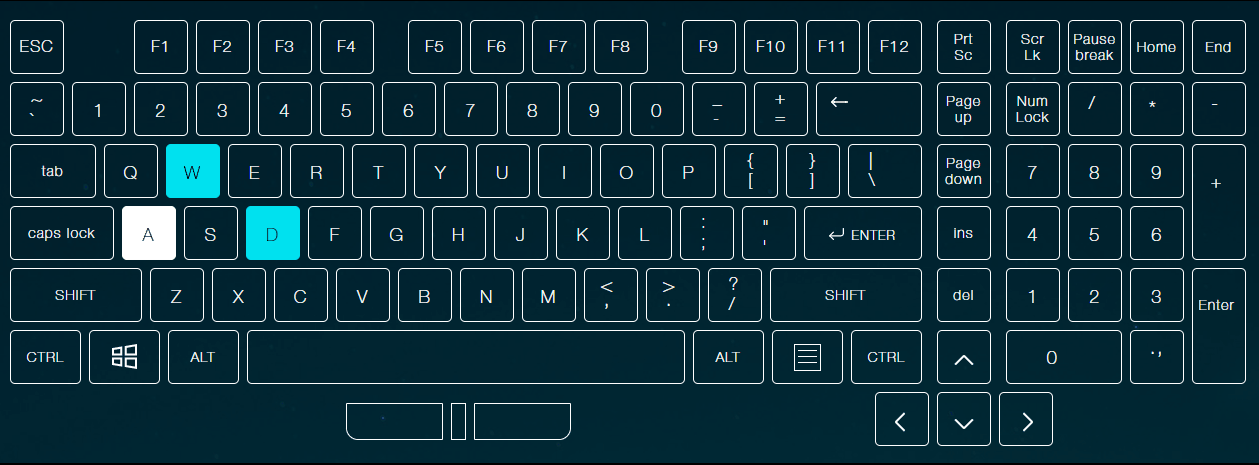 ESC F1 F2 F3 F4 F5 F6 F7 F8 F9 F10 F11 F12 Prt Sc Scr Lk Pause break Home End
~ ` 1 2 3 4 5 6 7 8 9 0 _ - + = ← Page up Num Lock / * -
tab Q W E R T Y U I O P { [ } ] | \ Page down 7 8 9 +
caps lock A S D F G H J K L : ; " ' ↵ ENTER ins 4 5 6
SHIFT Z X C V B N M < , > . ? / SHIFT del 1 2 3 Enter
CTRL ALT ALT CTRL 0 . ,